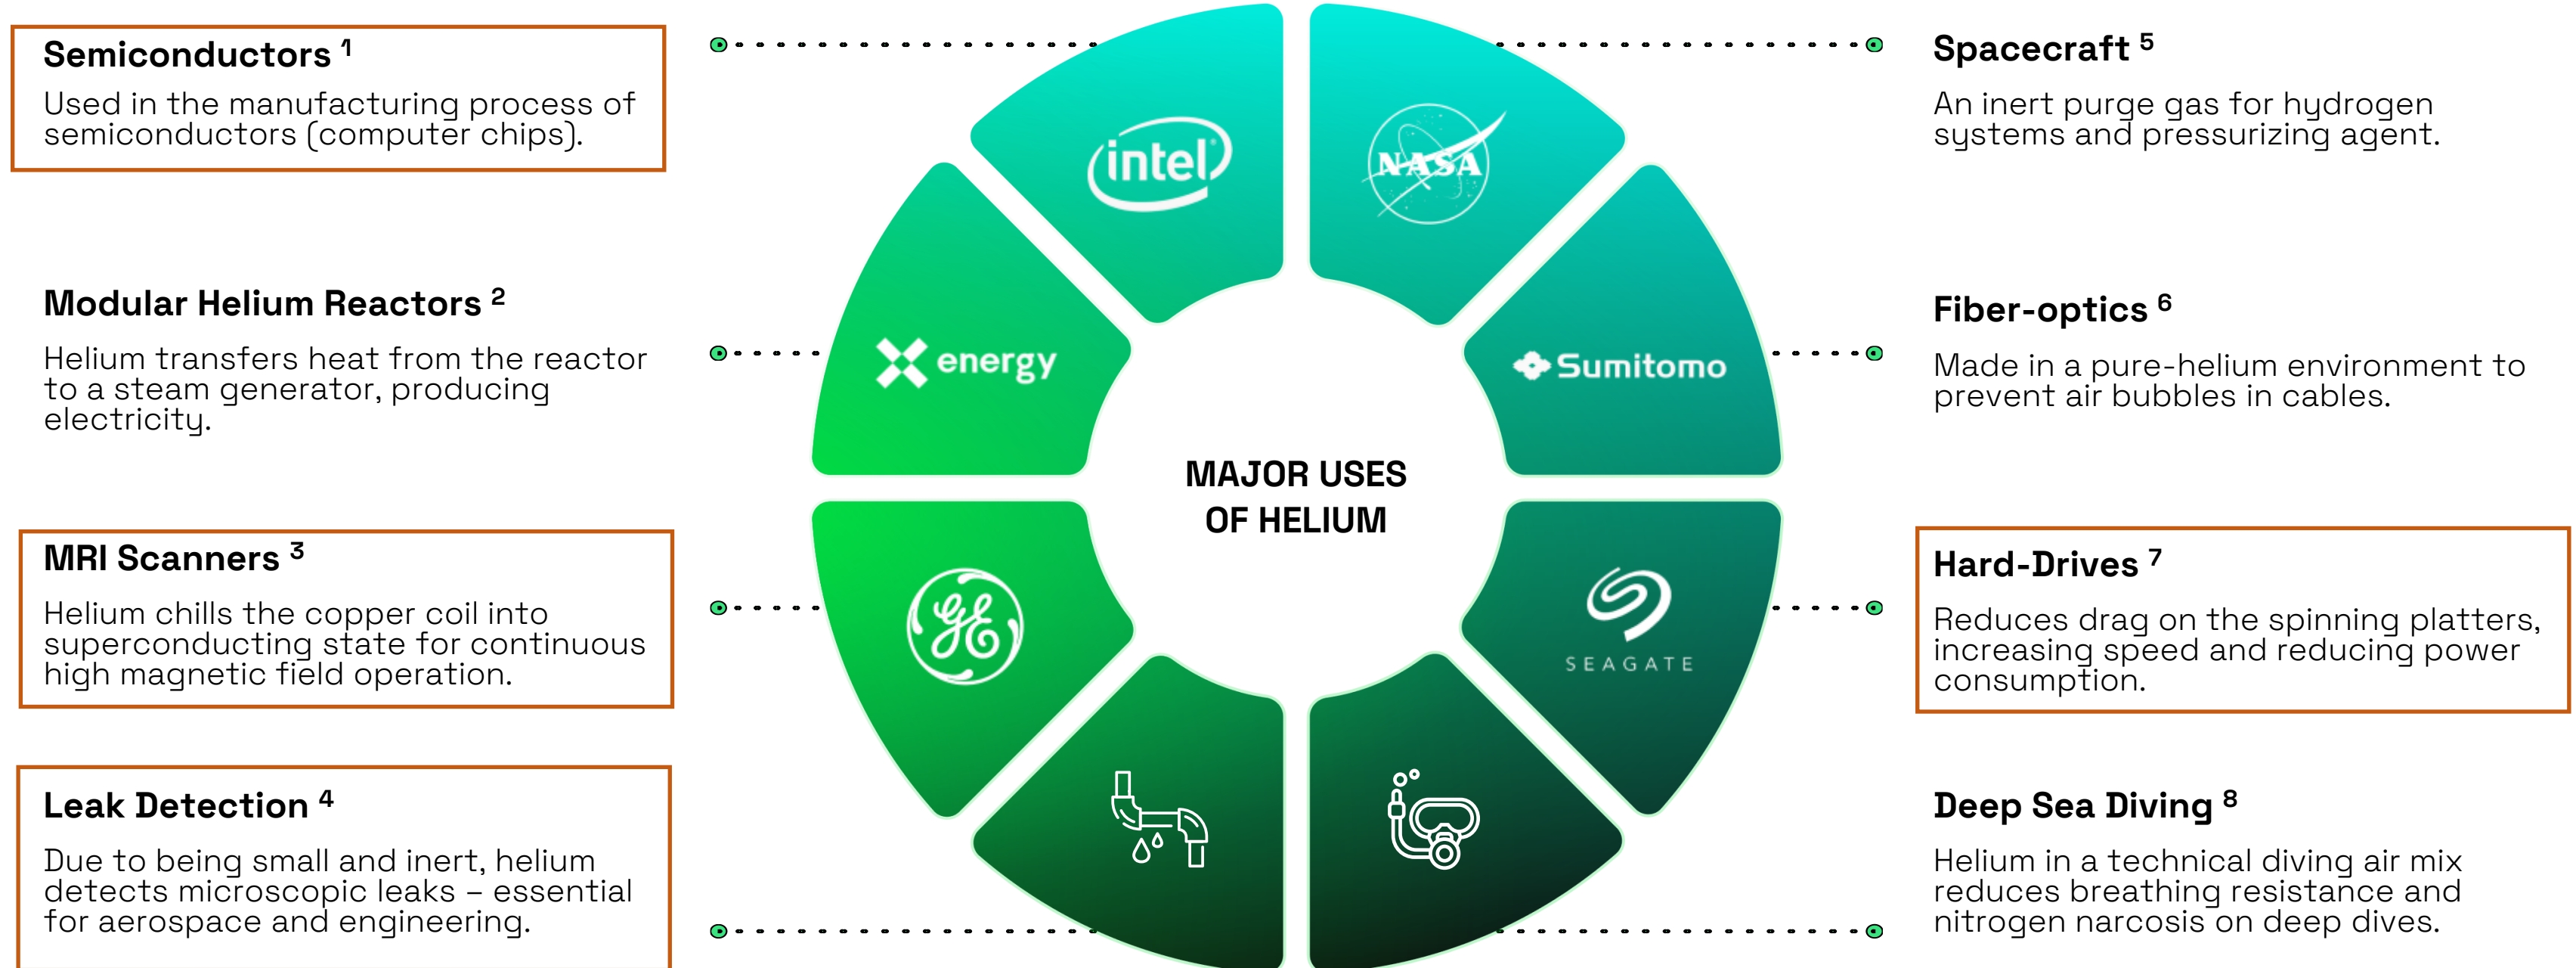 Semiconductors ¹
Used in the manufacturing process of
semiconductors (computer chips).
Modular Helium Reactors ²
Helium transfers heat from the reactor
to a steam generator, producing
electricity.
MRI Scanners ³
Helium chills the copper coil into
superconducting state for continuous
high magnetic field operation.
Leak Detection ⁴
Due to being small and inert, helium
detects microscopic leaks – essential
for aerospace and engineering.
intel
NASA
X energy
Sumitomo
MAJOR USES
OF HELIUM
GE
SEAGATE
Spacecraft ⁵
An inert purge gas for hydrogen
systems and pressurizing agent.
Fiber-optics ⁶
Made in a pure-helium environment to
prevent air bubbles in cables.
Hard-Drives ⁷
Reduces drag on the spinning platters,
increasing speed and reducing power
consumption.
Deep Sea Diving ⁸
Helium in a technical diving air mix
reduces breathing resistance and
nitrogen narcosis on deep dives.